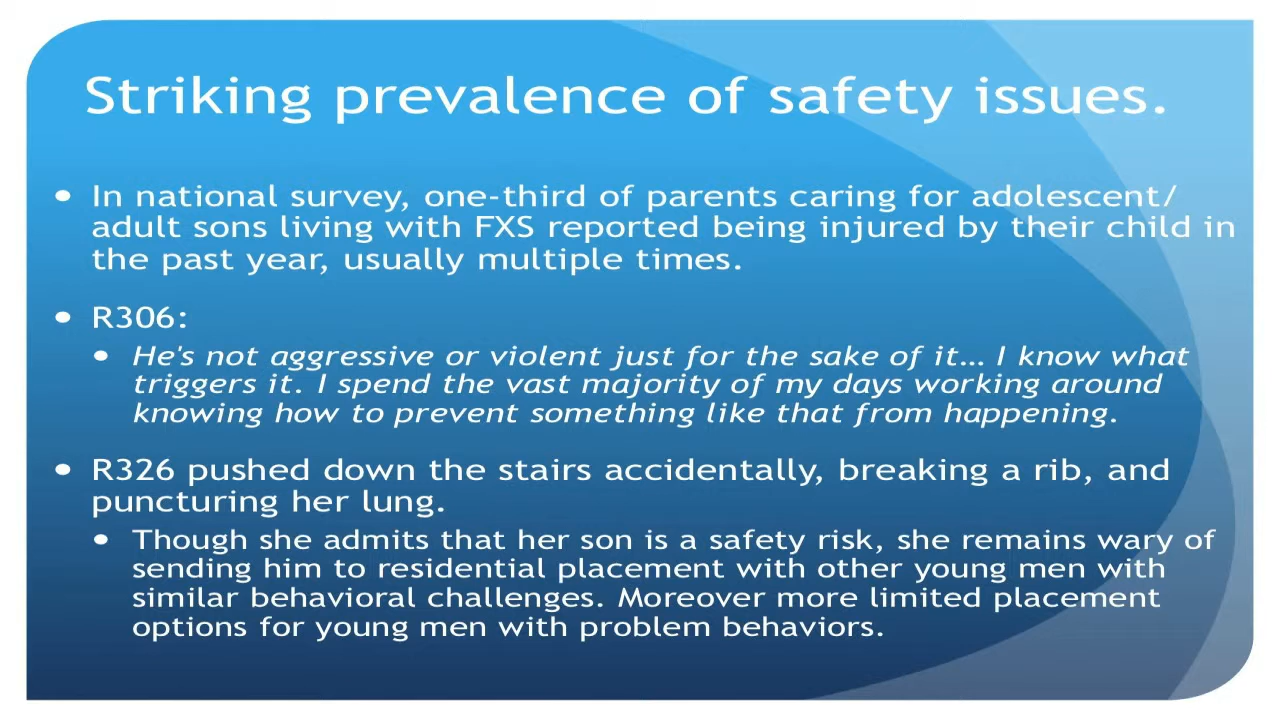 Striking prevalence of safety issues.
• In national survey, one-third of parents caring for adolescent/
adult sons living with FXS reported being injured by their child in
the past year, usually multiple times.
• R306:
• He's not aggressive or violent just for the sake of it… I know what
triggers it. I spend the vast majority of my days working around
knowing how to prevent something like that from happening.
• R326 pushed down the stairs accidentally, breaking a rib, and
puncturing her lung.
• Though she admits that her son is a safety risk, she remains wary of
sending him to residential placement with other young men with
similar behavioral challenges. Moreover more limited placement
options for young men with problem behaviors.